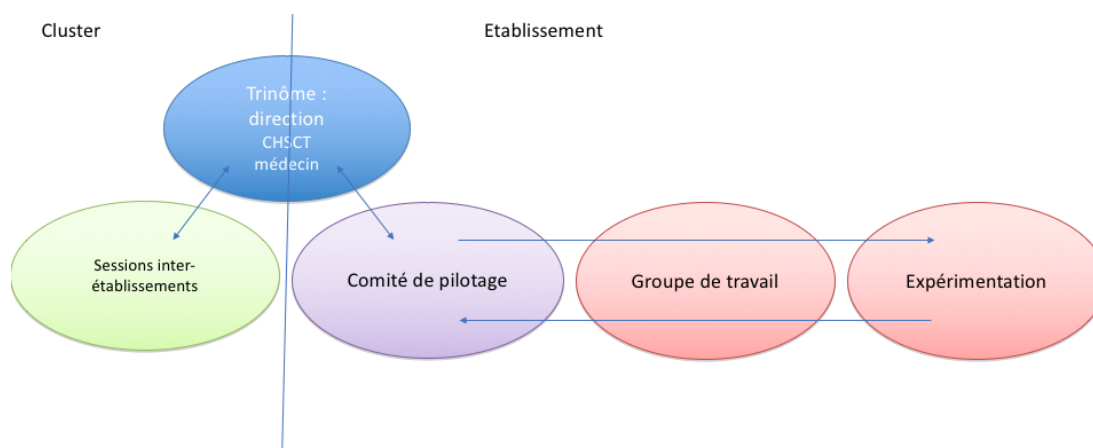 Cluster
Etablissement
Trinôme :
direction
CHSCT
médecin
Sessions inter-
établissements
Comité de pilotage
Groupe de travail
Expérimentation